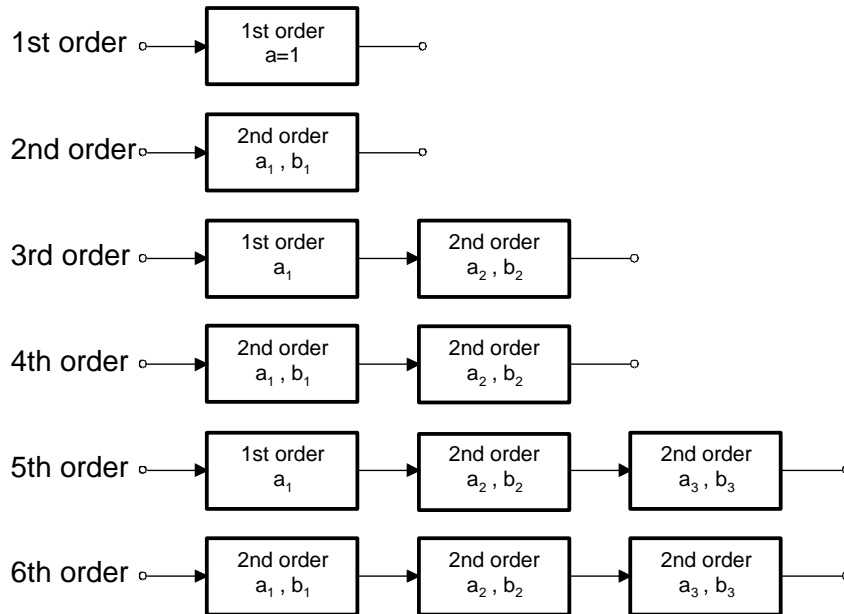 1st order
1st order
a=1
2nd order
2nd order
a₁ , b₁
3rd order
1st order
a₁
2nd order
a₂ , b₂
4th order
2nd order
a₁ , b₁
2nd order
a₂ , b₂
5th order
1st order
a₁
2nd order
a₂ , b₂
2nd order
a₃ , b₃
6th order
2nd order
a₁ , b₁
2nd order
a₂ , b₂
2nd order
a₃ , b₃